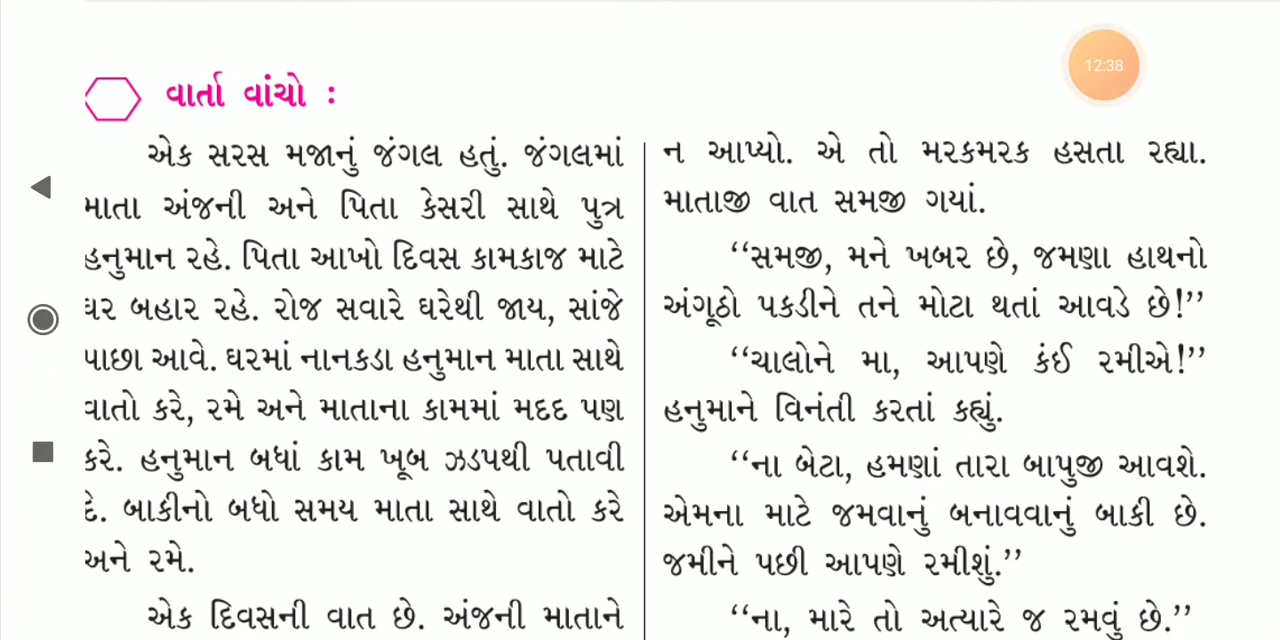 12:38
વાર્તા વાંચો :
એક સરસ મજાનું જંગલ હતું. જંગલમાં
માતા અંજની અને પિતા કેસરી સાથે પુત્ર
હનુમાન રહે. પિતા આખો દિવસ કામકાજ માટે
ઘર બહાર રહે. રોજ સવારે ઘરેથી જાય, સાંજે
પાછા આવે. ઘરમાં નાનકડા હનુમાન માતા સાથે
વાતો કરે, રમે અને માતાના કામમાં મદદ પણ
કરે. હનુમાન બધાં કામ ખૂબ ઝડપથી પતાવી
દે. બાકીનો બધો સમય માતા સાથે વાતો કરે
અને રમે.
એક દિવસની વાત છે. અંજની માતાને
ન આપ્યો. એ તો મરકમરક હસતા રહ્યા.
માતાજી વાત સમજી ગયાં.
‘‘સમજી, મને ખબર છે, જમણા હાથનો
અંગૂઠો પકડીને તને મોટા થતાં આવડે છે!’’
‘‘ચાલોને મા, આપણે કંઈ રમીએ!’’
હનુમાને વિનંતી કરતાં કહ્યું.
‘‘ના બેટા, હમણાં તારા બાપુજી આવશે.
એમના માટે જમવાનું બનાવવાનું બાકી છે.
જમીને પછી આપણે રમીશું.’’
‘‘ના, મારે તો અત્યારે જ રમવું છે.’’